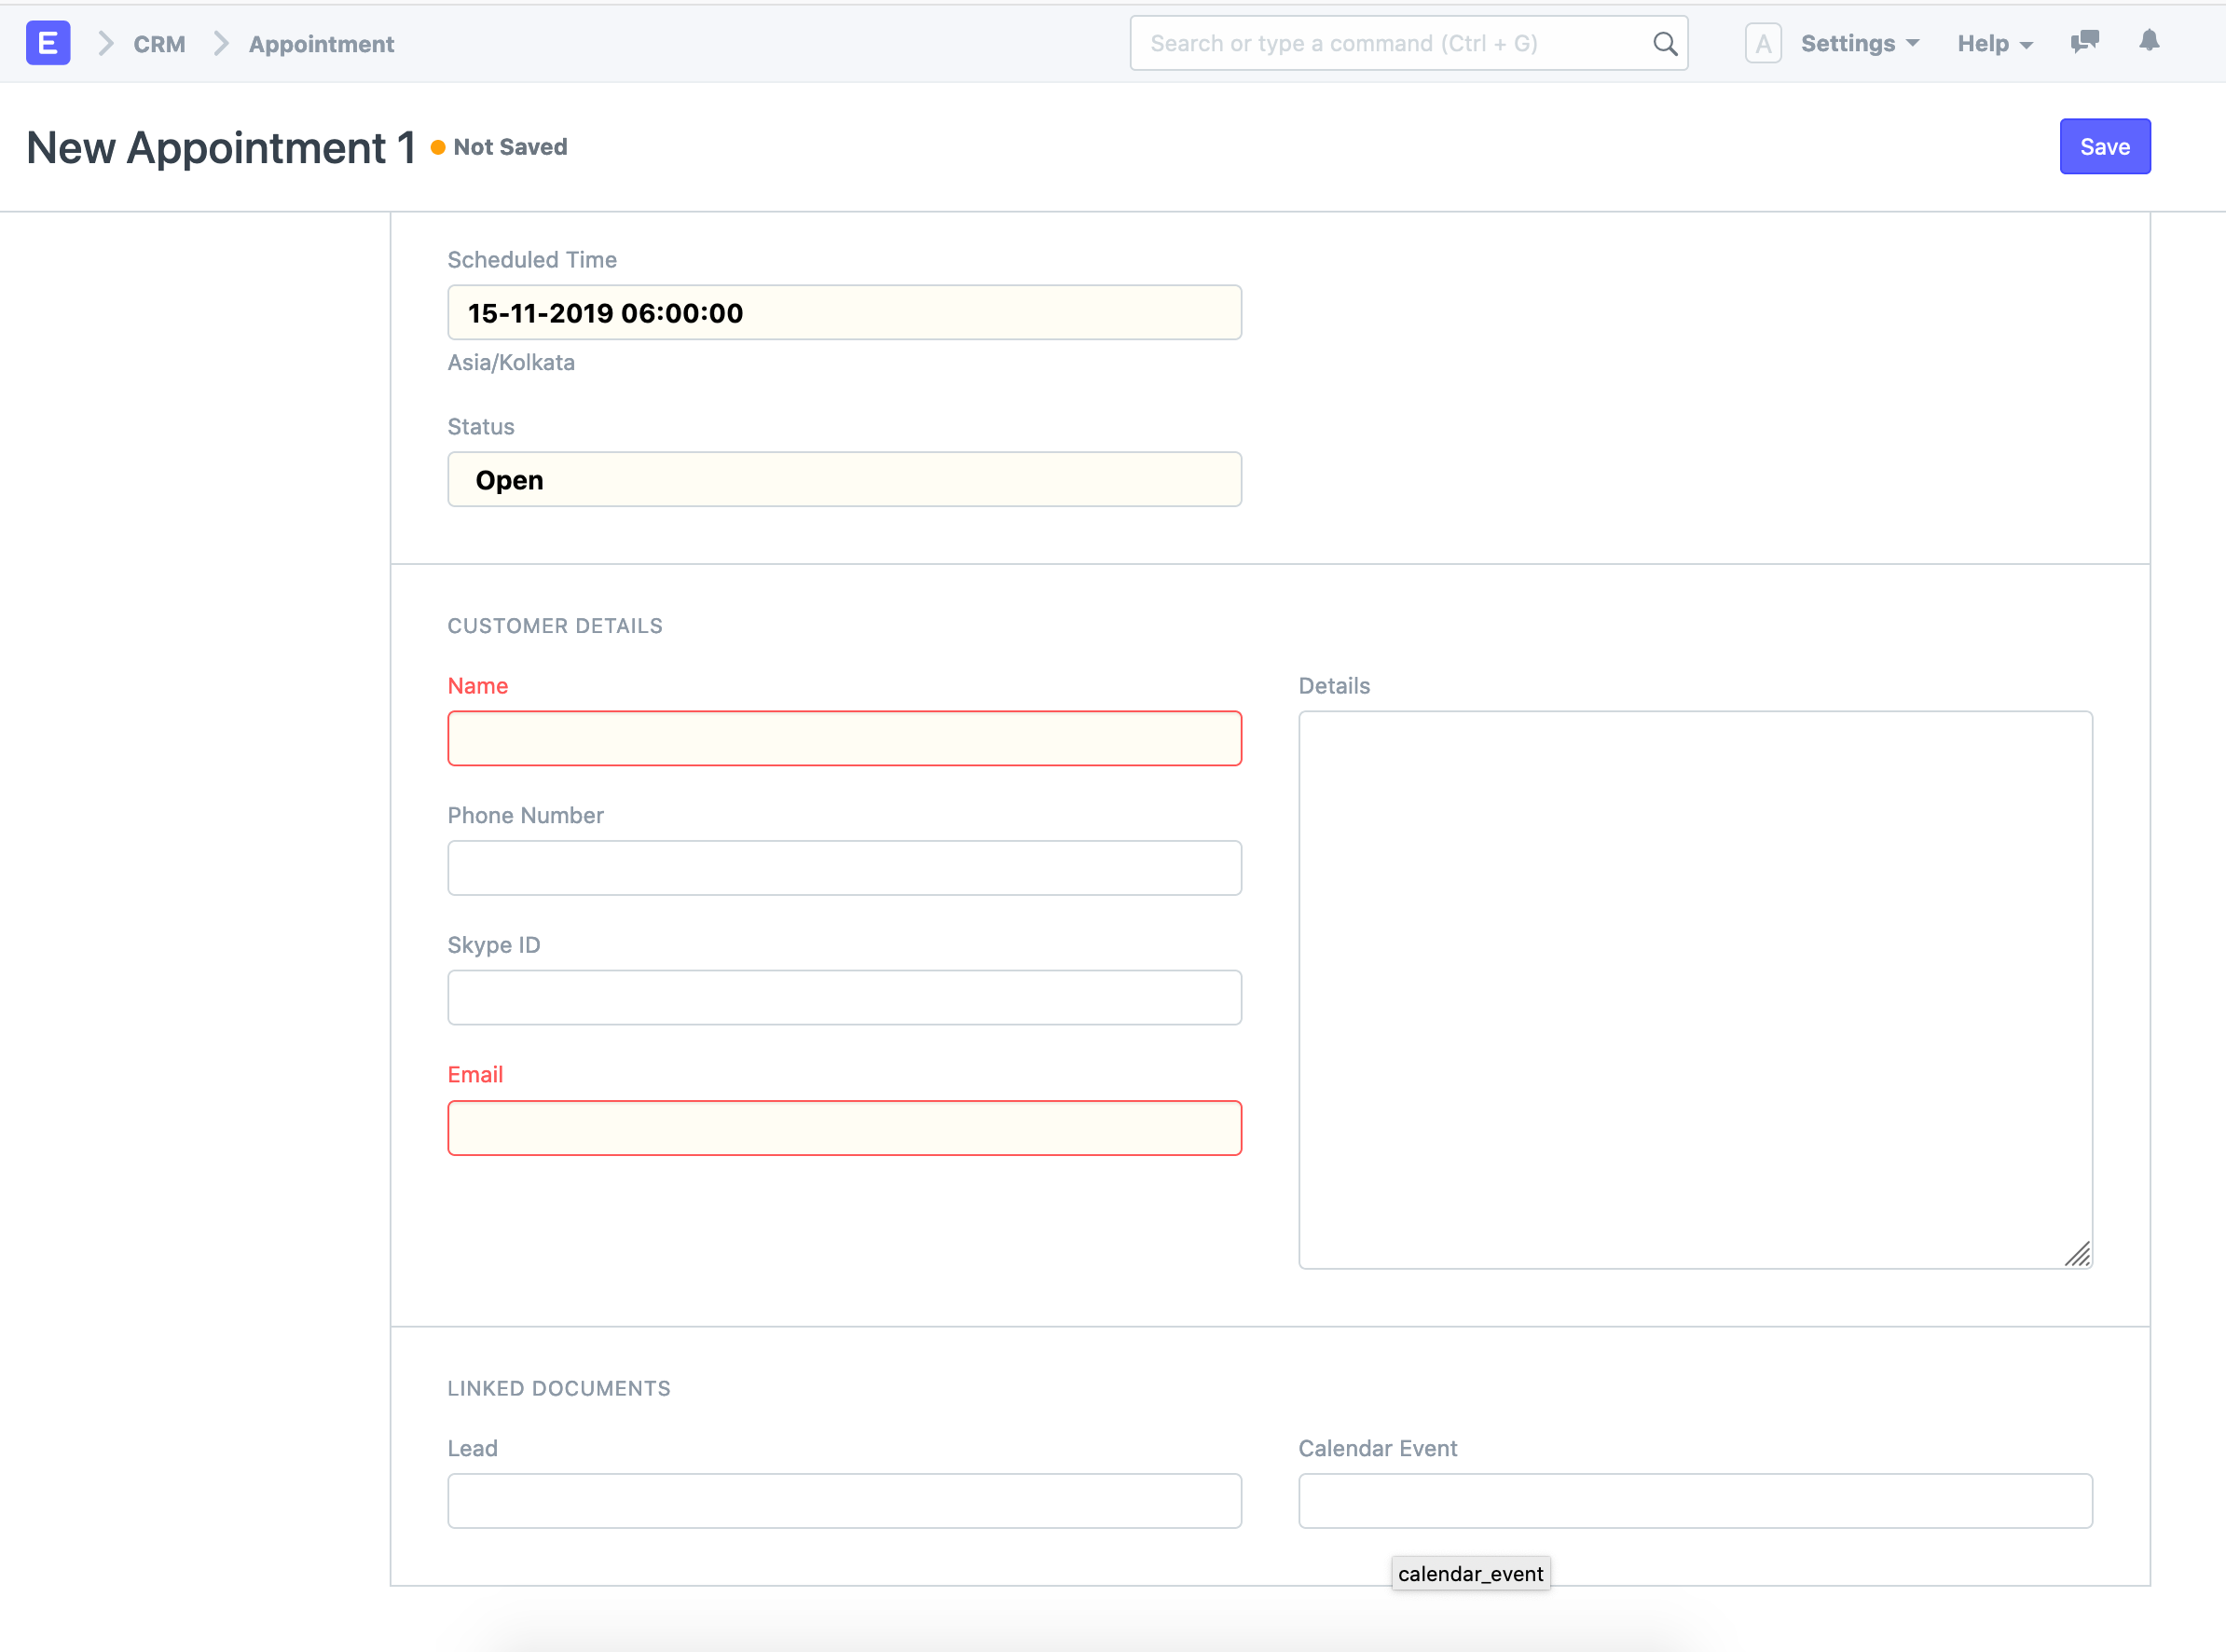 E CRM Appointment Search or type a command (Ctrl + G) A Settings Help
New Appointment 1 Not Saved Save
Scheduled Time
15-11-2019 06:00:00
Asia/Kolkata
Status
Open
CUSTOMER DETAILS
Name
Phone Number
Skype ID
Email
Details
LINKED DOCUMENTS
Lead
Calendar Event
calendar_event